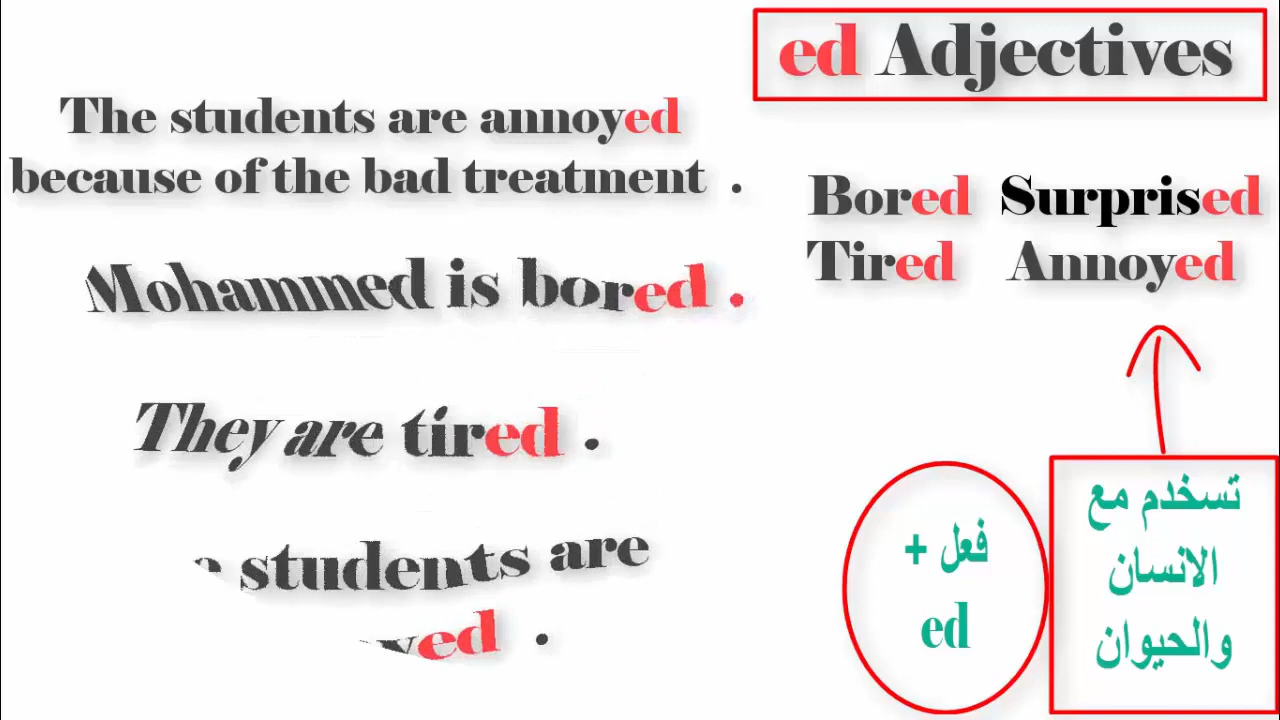 ed Adjectives
The students are annoyed
because of the bad treatment .
Mohammed is bored .
They are tired .
students are
ed .
Bored Surprised
Tired Annoyed
فعل +
ed
تسخدم مع
الانسان
والحيوان